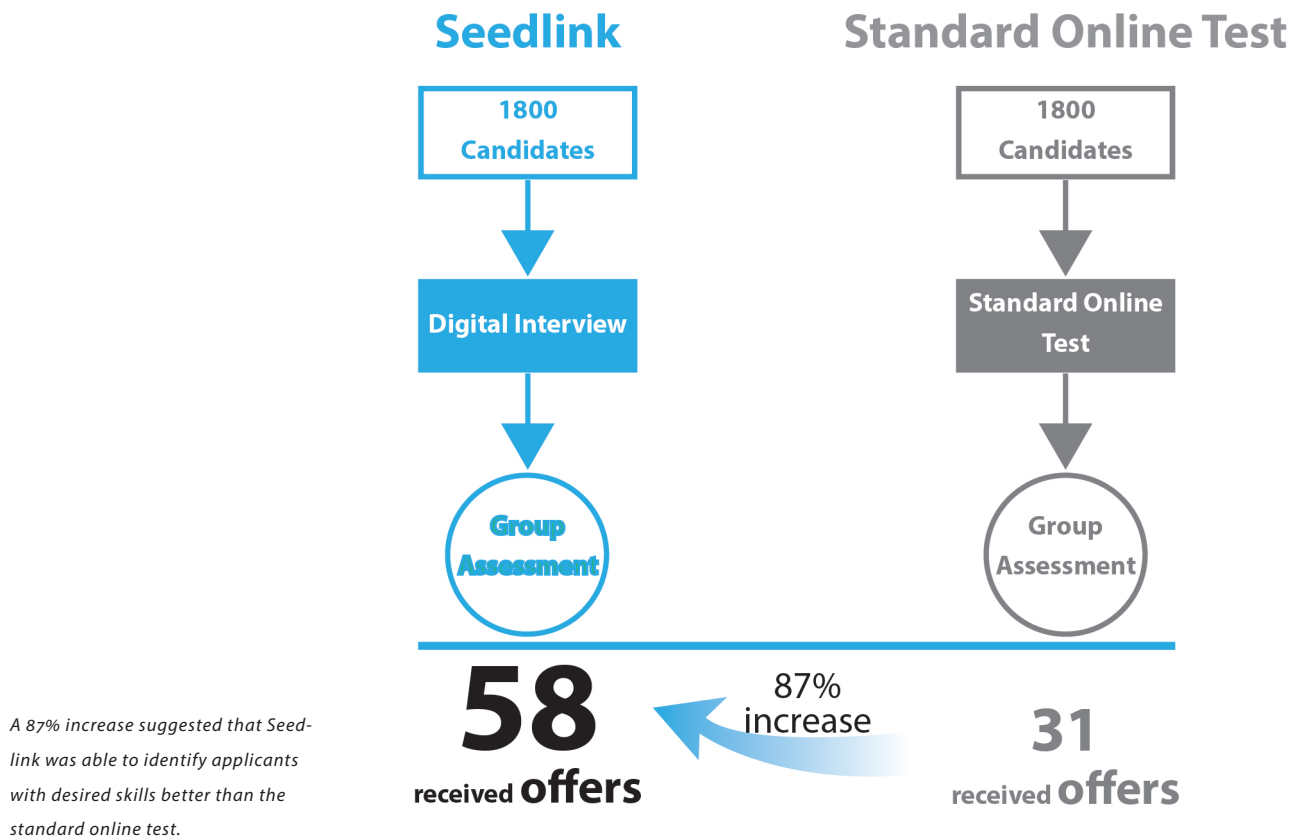 Seedlink
1800
Candidates
Digital Interview
Group
Assessment
58
received offers
Standard Online Test
1800
Candidates
Standard Online
Test
Group
Assessment
31
received offers
87%
increase
A 87% increase suggested that Seed-
link was able to identify applicants
with desired skills better than the
standard online test.